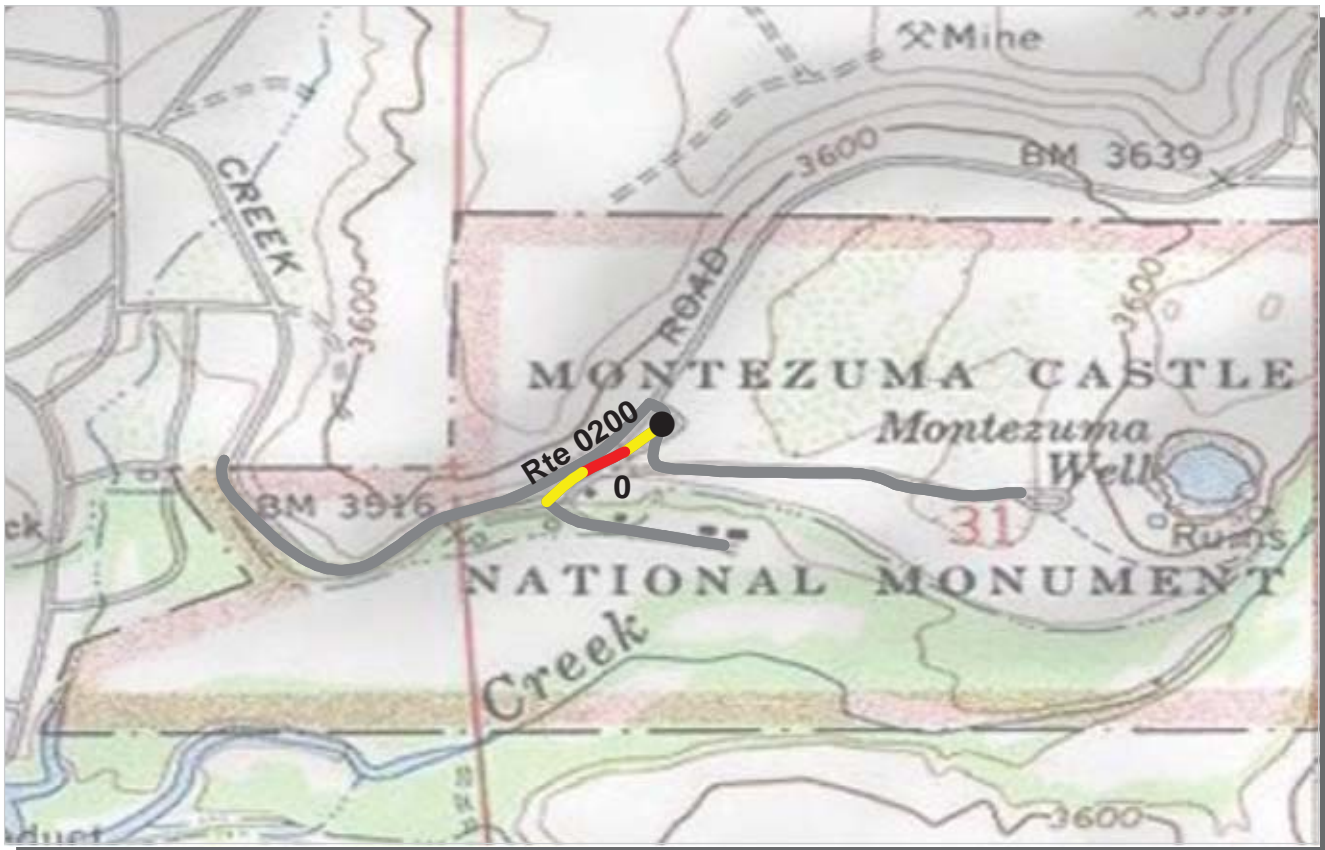 Mine
3600
BM 3639
CREEK
3600
ROAD
3600
MONTEZUMA CASTLE
Montezuma
Well
Rte 0200
0
BM 3516
31
Ruins
NATIONAL MONUMENT
Creek
3600